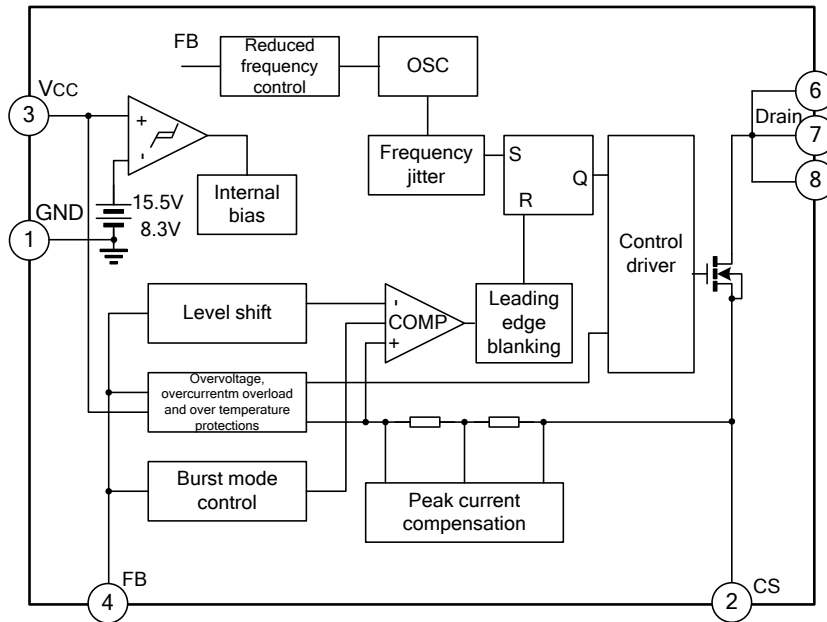 FB
Reduced
frequency
control
OSC
6
Drain
7
8
VCC
3
+
-
Frequency
jitter
S
R
Q
Internal
bias
15.5V
8.3V
GND
1
Control
driver
Level shift
-
COMP
+
Leading
edge
blanking
Overvoltage,
overcurrentm overload
and over temperature
protections
Burst mode
control
Peak current
compensation
FB
4
CS
2